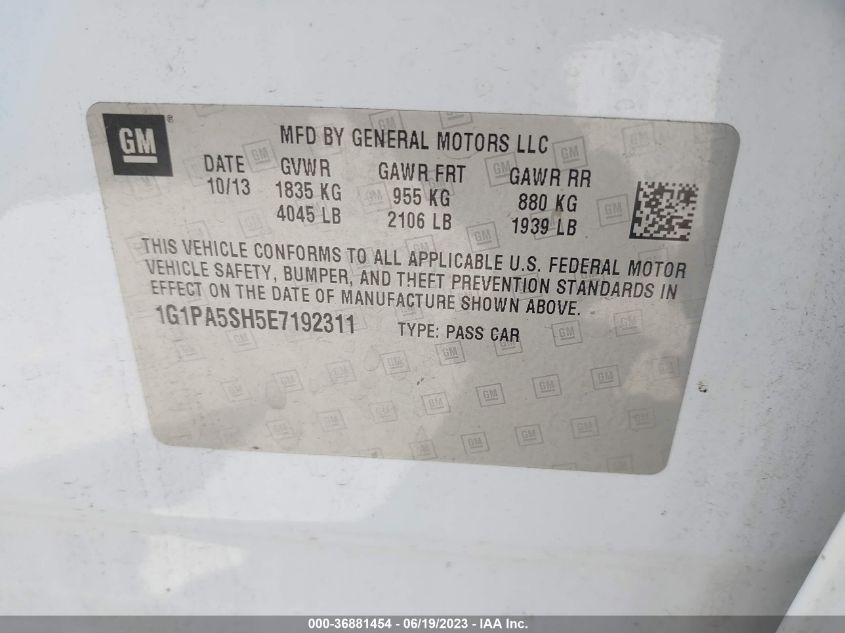 GM ®
MFD BY GENERAL MOTORS LLC
DATE GVWR GAWR FRT GAWR RR
10/13 1835 KG 955 KG 880 KG
4045 LB 2106 LB 1939 LB
THIS VEHICLE CONFORMS TO ALL APPLICABLE U.S. FEDERAL MOTOR
VEHICLE SAFETY, BUMPER, AND THEFT PREVENTION STANDARDS IN
EFFECT ON THE DATE OF MANUFACTURE SHOWN ABOVE.
1G1PA5SH5E7192311 TYPE: PASS CAR
000-36881454 - 06/19/2023 - IAA Inc.